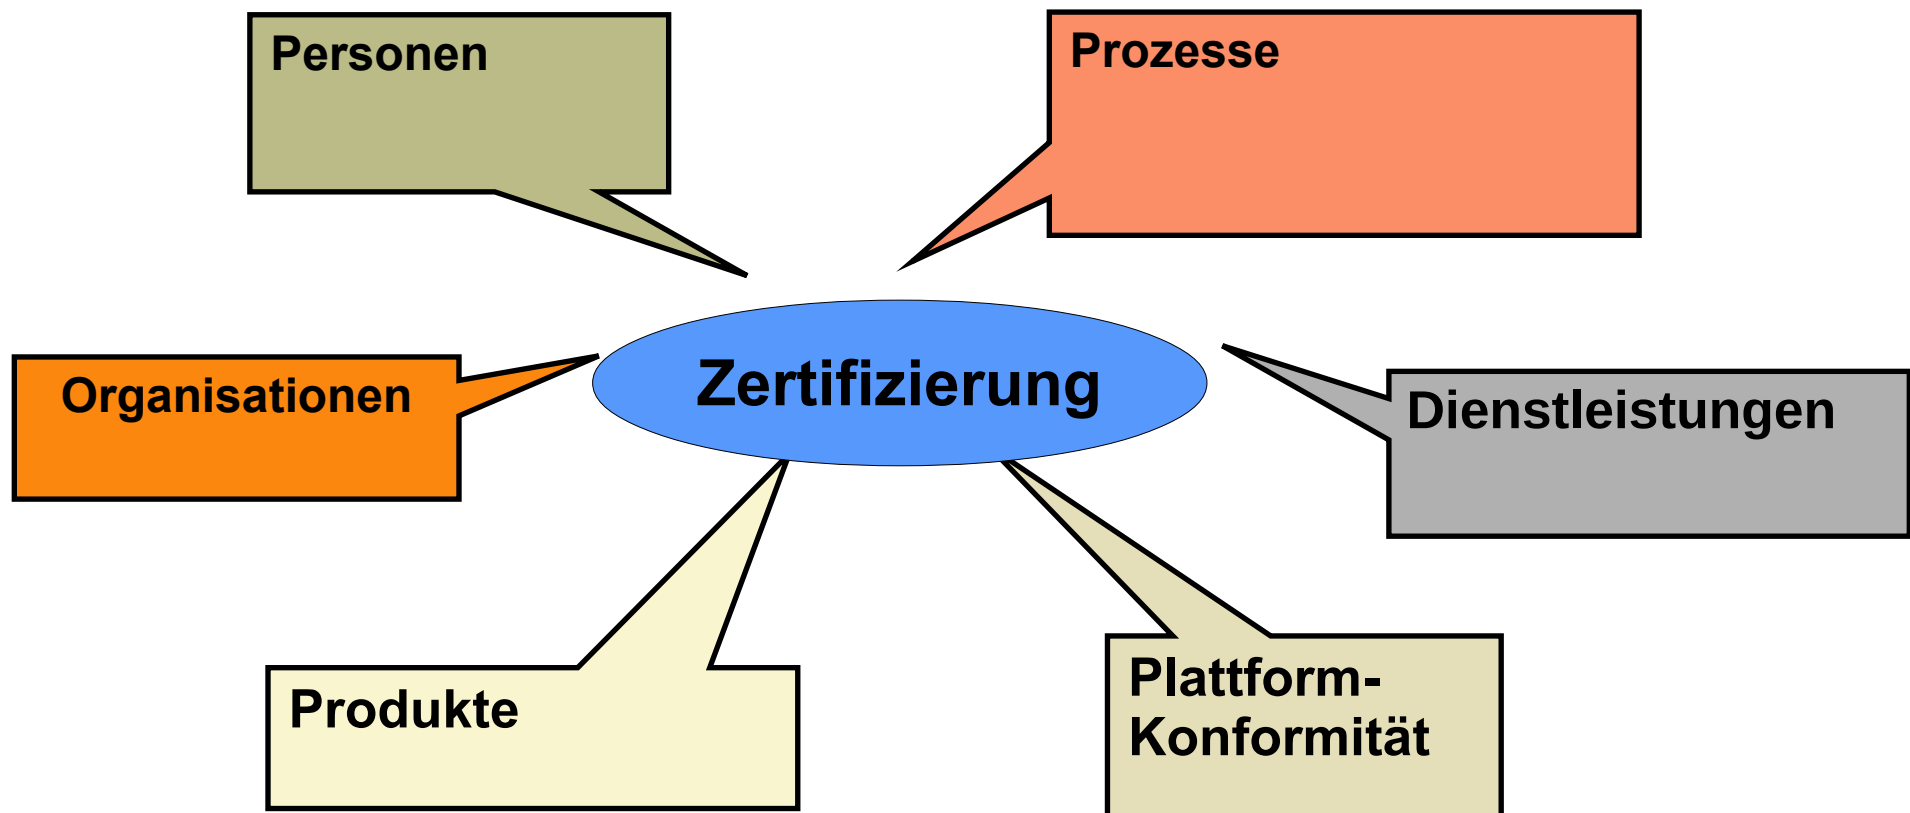 Personen
Prozesse
Organisationen
Zertifizierung
Dienstleistungen
Produkte
Plattform-
Konformität